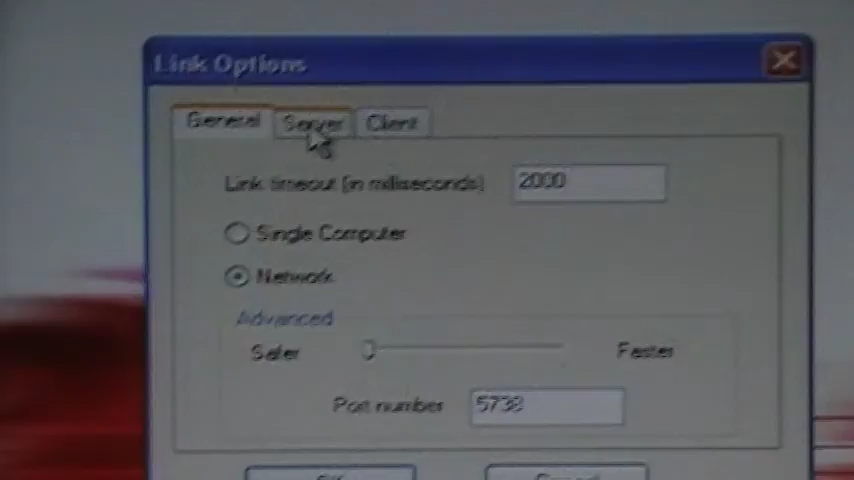 Link Options
General Server Client
Link timeout (in milliseconds) 2000
Single Computer
Network
Advanced
Safer Faster
Port number 5738